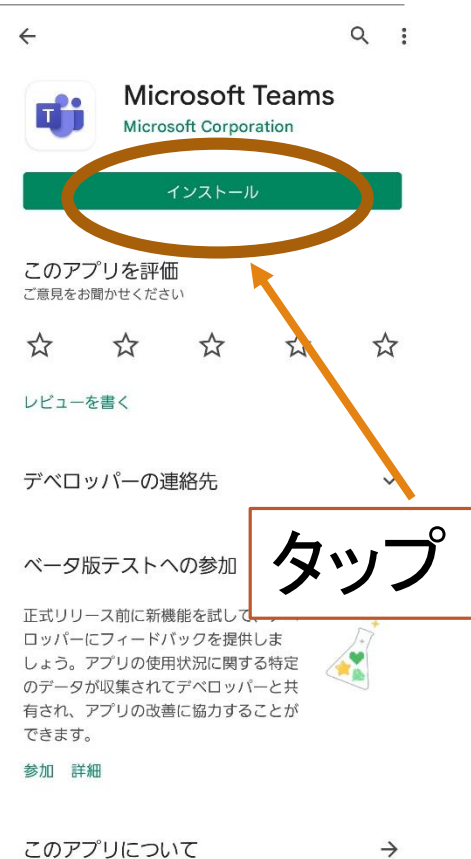 Microsoft Teams
Microsoft Corporation
インストール
このアプリを評価
ご意見をお聞かせください
レビューを書く
デベロッパーの連絡先
タップ
ベータ版テストへの参加
正式リリース前に新機能を試して、
ロッパーにフィードバックを提供しま
しょう。アプリの使用状況に関する特定
のデータが収集されてデベロッパーと共
有され、アプリの改善に協力することが
できます。
参加 詳細
このアプリについて